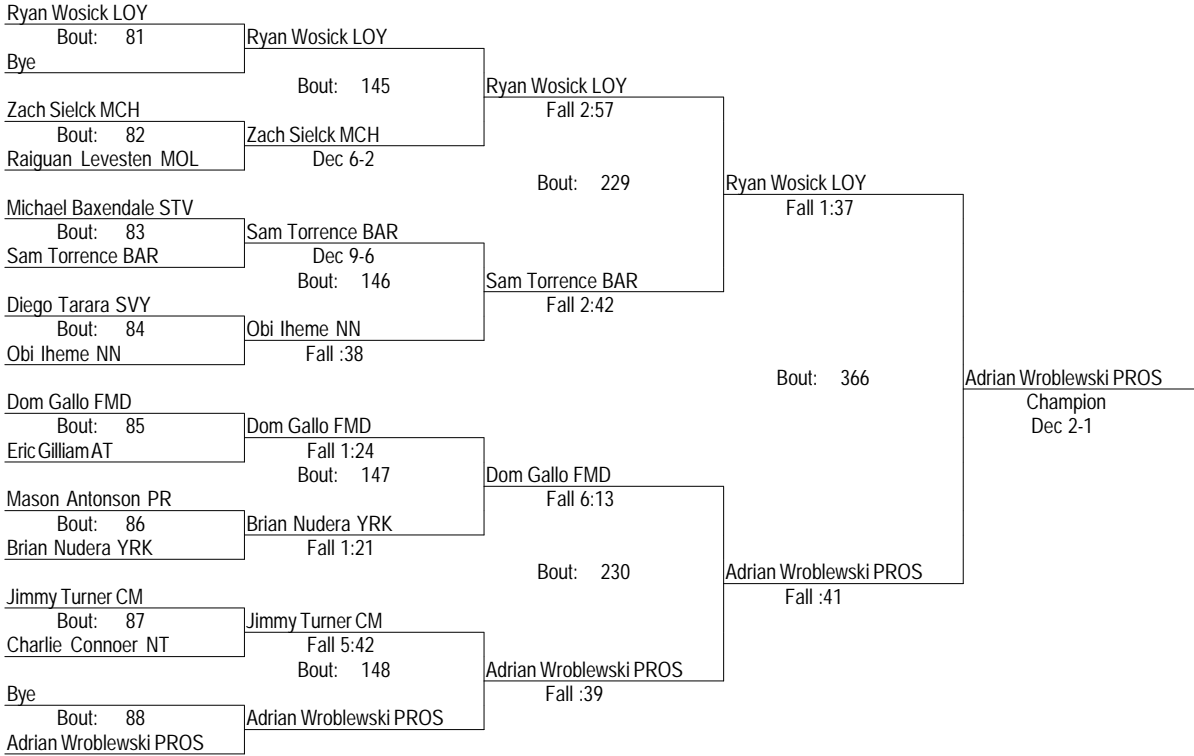 Ryan Wosick LOY
Bout: 81
Bye
Ryan Wosick LOY
Bout: 145
Zach Sielck MCH
Bout: 82
Raiguan Levesten MOL
Zach Sielck MCH
Dec 6-2
Ryan Wosick LOY
Fall 2:57
Bout: 229
Michael Baxendale STV
Bout: 83
Sam Torrence BAR
Sam Torrence BAR
Dec 9-6
Bout: 146
Diego Tarara SVY
Bout: 84
Obi Iheme NN
Obi Iheme NN
Fall :38
Sam Torrence BAR
Fall 2:42
Ryan Wosick LOY
Fall 1:37
Bout: 366
Dom Gallo FMD
Bout: 85
Eric Gilliam AT
Dom Gallo FMD
Fall 1:24
Bout: 147
Mason Antonson PR
Bout: 86
Brian Nudera YRK
Brian Nudera YRK
Fall 1:21
Dom Gallo FMD
Fall 6:13
Bout: 230
Jimmy Turner CM
Bout: 87
Charlie Connoer NT
Jimmy Turner CM
Fall 5:42
Bout: 148
Bye
Bout: 88
Adrian Wroblewski PROS
Adrian Wroblewski PROS
Adrian Wroblewski PROS
Fall :39
Adrian Wroblewski PROS
Fall :41
Adrian Wroblewski PROS
Champion
Dec 2-1